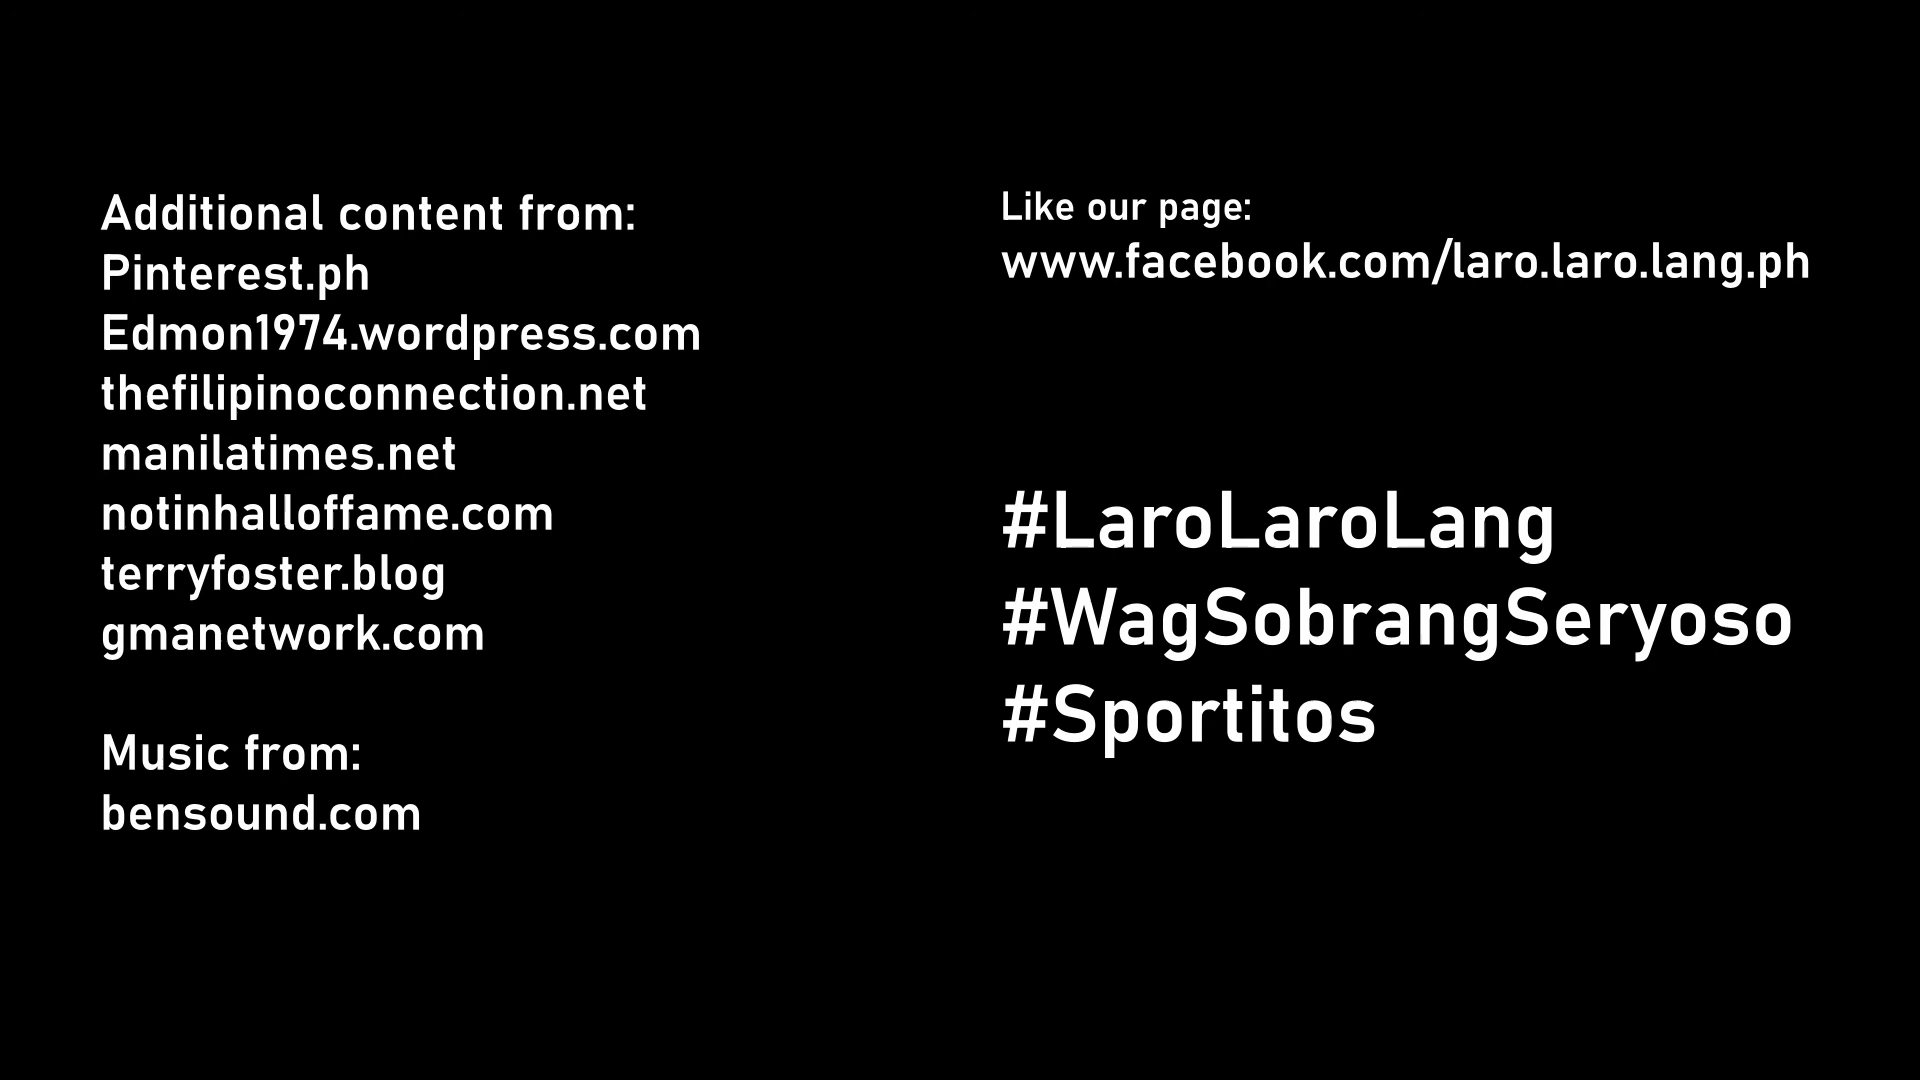 Additional content from:
Pinterest.ph
Edmon1974.wordpress.com
thefilipinoconnection.net
manilatimes.net
notinhalloffame.com
terryfoster.blog
gmanetwork.com
Music from:
bensound.com
Like our page:
www.facebook.com/laro.laro.lang.ph
#LaroLaroLang
#WagSobrangSeryoso
#Sportitos